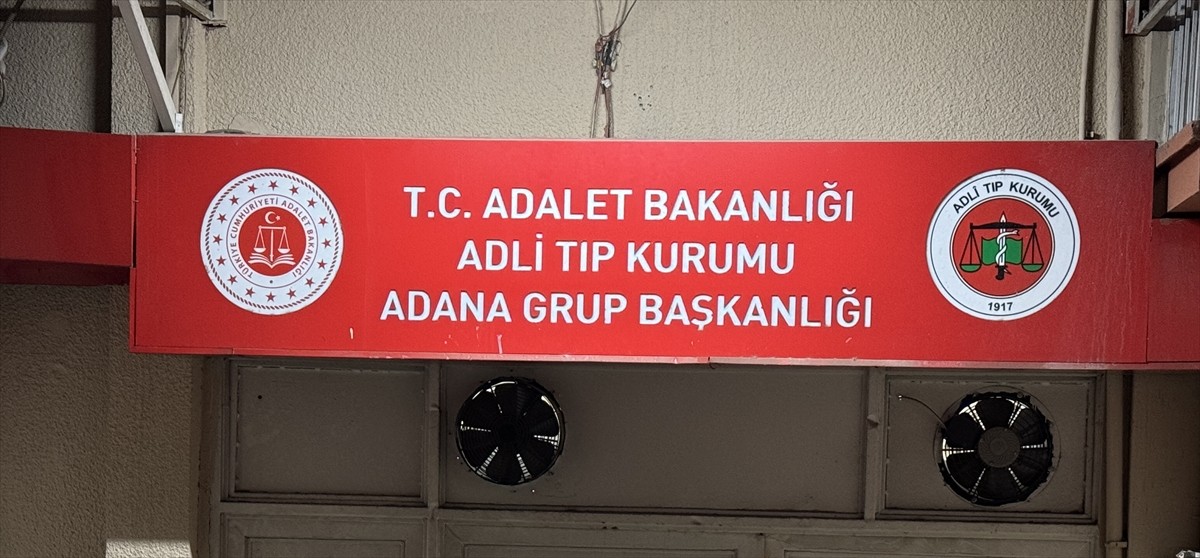 T.C. ADALET BAKANLIĞI
ADLİ TIP KURUMU
ADANA GRUP BAŞKANLIĞI
TÜRKİYE CUMHURİYETİ ADALET BAKANLIĞI
ADLİ TIP KURUMU
1917